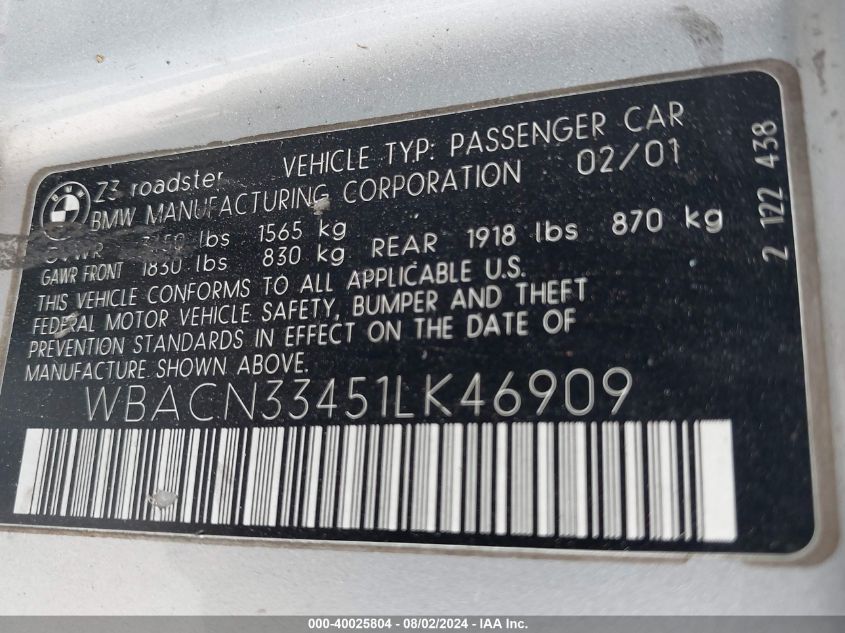 BMW
Z3 roadster VEHICLE TYP: PASSENGER CAR
BMW MANUFACTURING CORPORATION 02/01
GVWR lbs 1565 kg
GAWR FRONT 1830 lbs 830 kg REAR 1918 lbs 870 kg
THIS VEHICLE CONFORMS TO ALL APPLICABLE U.S.
FEDERAL MOTOR VEHICLE SAFETY, BUMPER AND THEFT
PREVENTION STANDARDS IN EFFECT ON THE DATE OF
MANUFACTURE SHOWN ABOVE.
WBACN33451LK46909
2 122 438
000-40025804 - 08/02/2024 - IAA Inc.